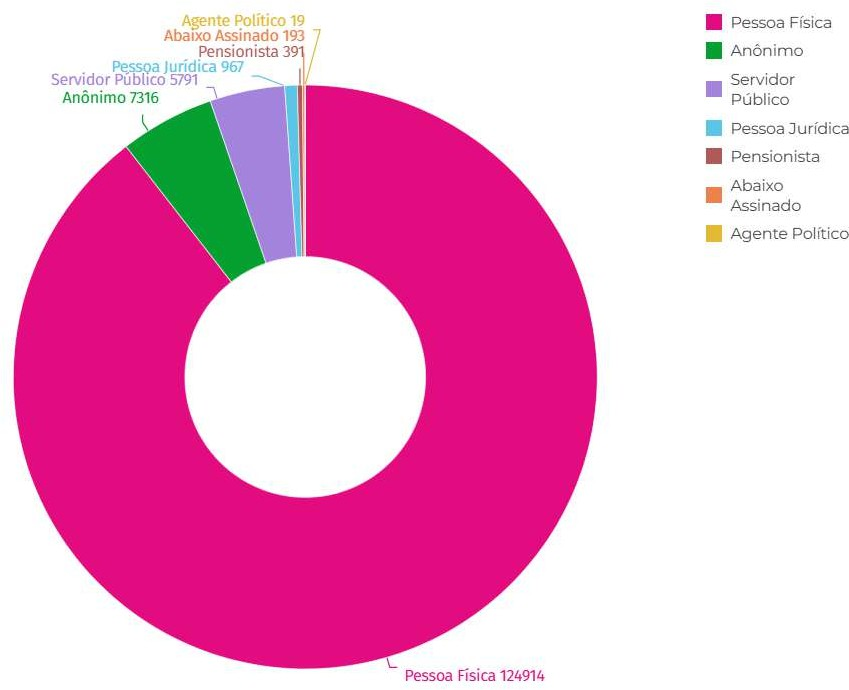 Agente Político 19
Abaixo Assinado 193
Pensionista 391
Pessoa Jurídica 967
Servidor Público 5791
Anônimo 7316
Pessoa Física 124914
Pessoa Física
Anônimo
Servidor
Público
Pessoa Jurídica
Pensionista
Abaixo
Assinado
Agente Político